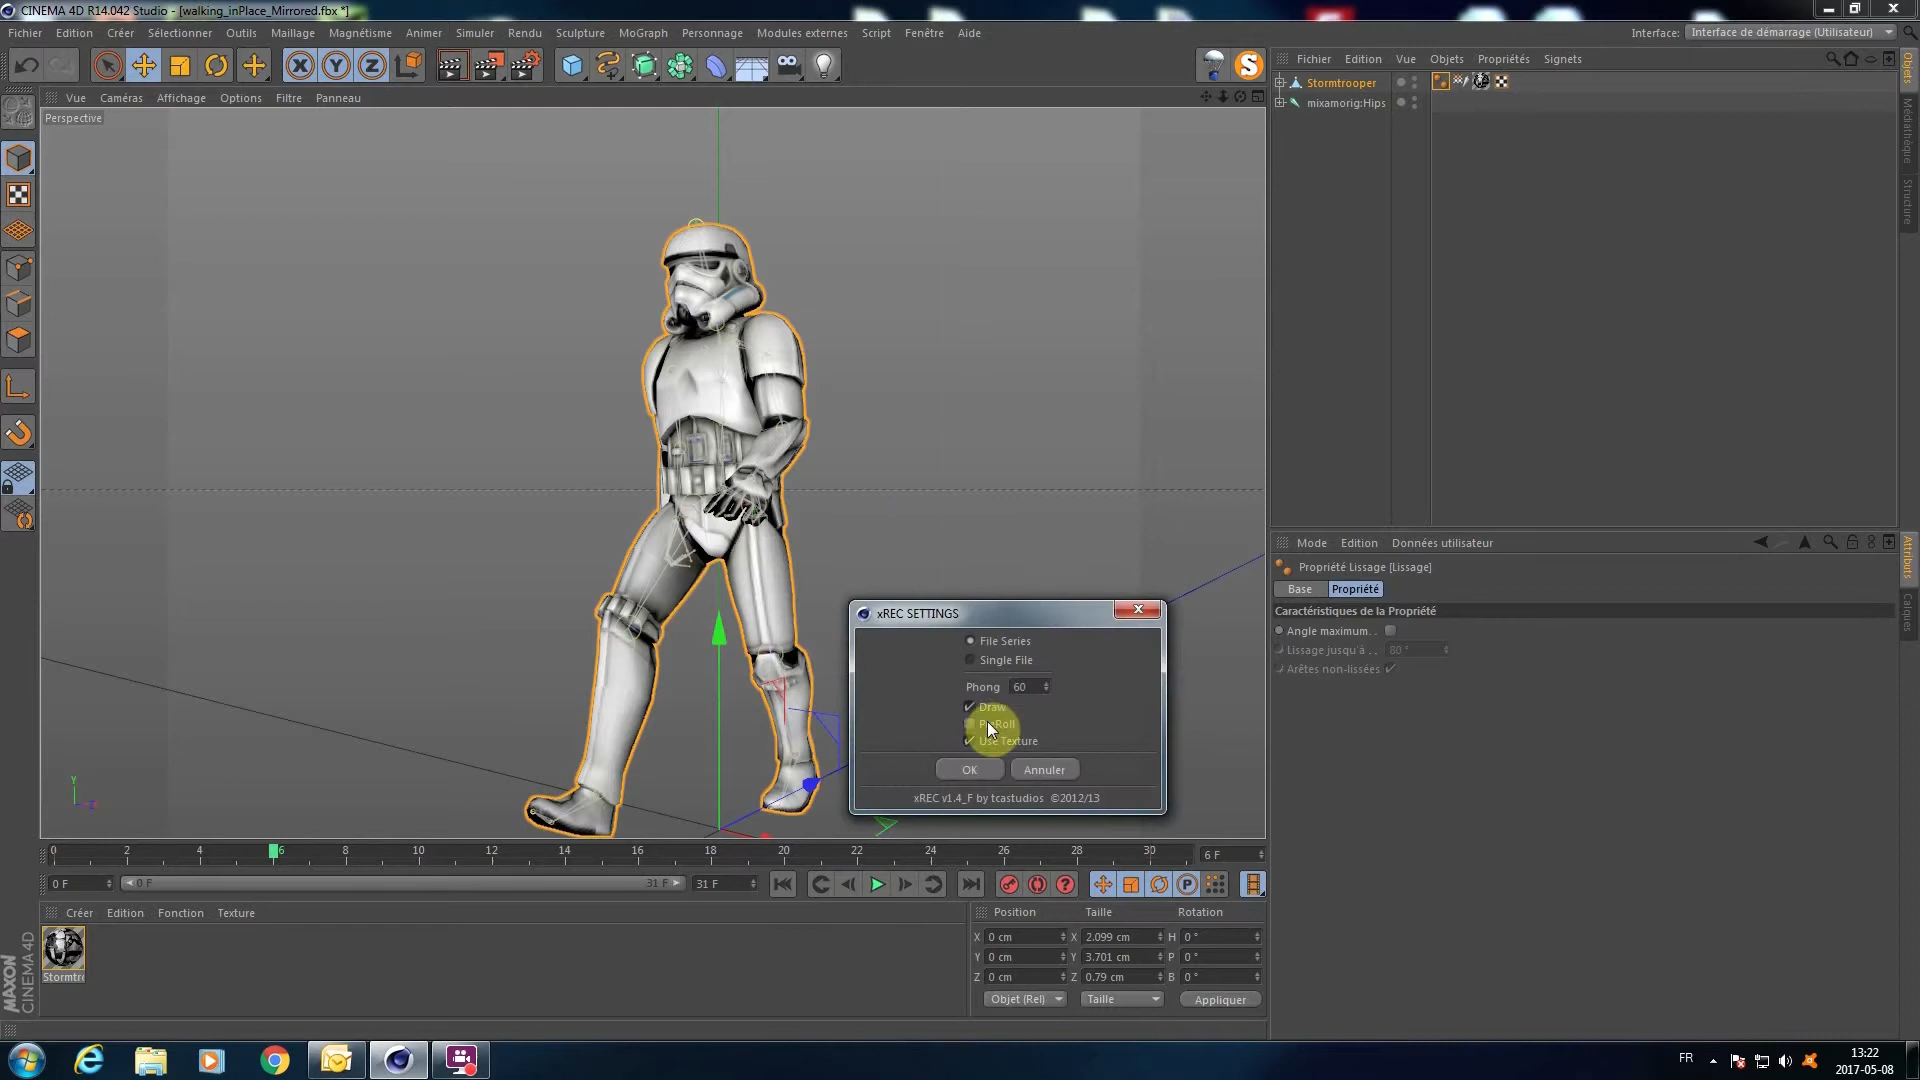 CINEMA 4D R14.042 Studio - [walking_inPlace_Mirrored.fbx *]
Fichier Edition Créer Sélectionner Outils Maillage Magnétisme Animer Simuler Rendu Sculpture MoGraph Personnage Modules externes Script Fenêtre Aide
Interface: Interface de démarrage (Utilisateur)
Fichier Edition Vue Objets Propriétés Signets
Stormtrooper
mixamorig:Hips
Objets
Médiathèque
Structure
Vue Caméras Affichage Options Filtre Panneau
Perspective
Mode Edition Données utilisateur
Propriété Lissage [Lissage]
Base Propriété
Caractéristiques de la Propriété
Angle maximum. .
Lissage jusqu'à . . 80 °
Arêtes non-lissées
Attributs
Calques
xREC SETTINGS
File Series
Single File
Phong 60
Draw
PreRoll
Use Texture
OK Annuler
xREC v1.4_F by tcastudios ©2012/13
Y
Z
0 2 4 6 8 10 12 14 16 18 20 22 24 26 28 30 6 F
0 F 0 F 31 F 31 F
Créer Edition Fonction Texture
Stormtro
Position Taille Rotation
X 0 cm X 2.099 cm H 0 °
Y 0 cm Y 3.701 cm P 0 °
Z 0 cm Z 0.79 cm B 0 °
Objet (Rel) Taille Appliquer
MAXON
CINEMA 4D
FR
13:22
2017-05-08